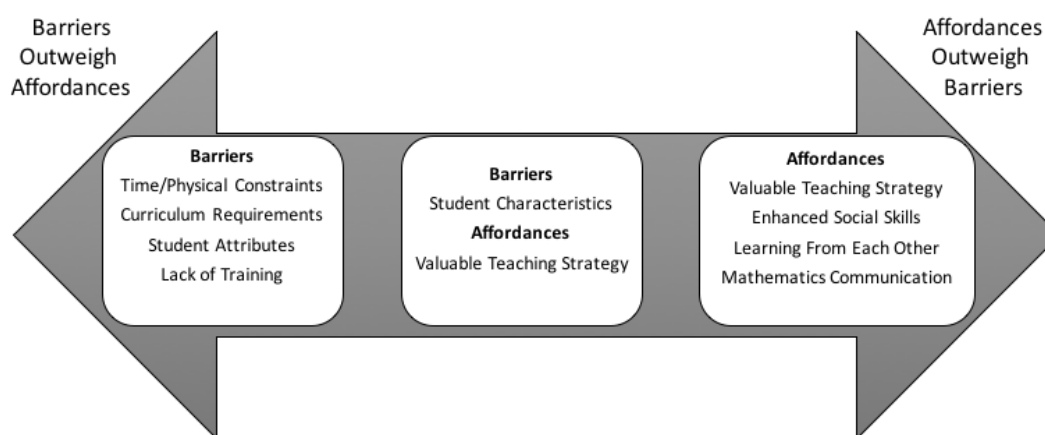 Barriers
Outweigh
Affordances
Affordances
Outweigh
Barriers
Barriers
Time/Physical Constraints
Curriculum Requirements
Student Attributes
Lack of Training
Barriers
Student Characteristics
Affordances
Valuable Teaching Strategy
Affordances
Valuable Teaching Strategy
Enhanced Social Skills
Learning From Each Other
Mathematics Communication